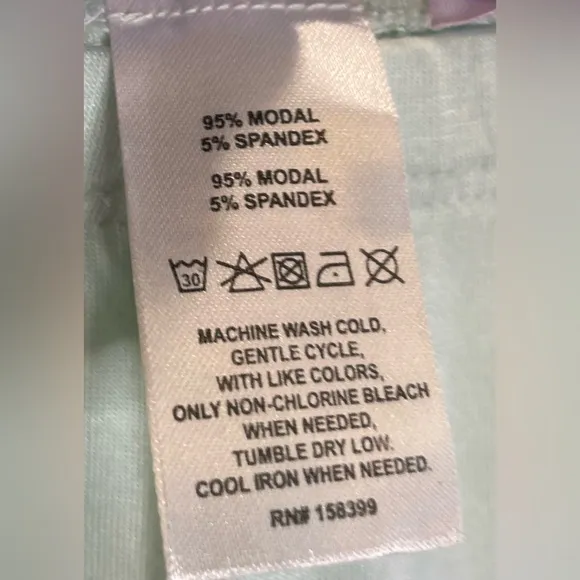 95% MODAL
5% SPANDEX
95% MODAL
5% SPANDEX
30
MACHINE WASH COLD,
GENTLE CYCLE,
WITH LIKE COLORS,
ONLY NON-CHLORINE BLEACH
WHEN NEEDED,
TUMBLE DRY LOW.
COOL IRON WHEN NEEDED.
RN# 158399